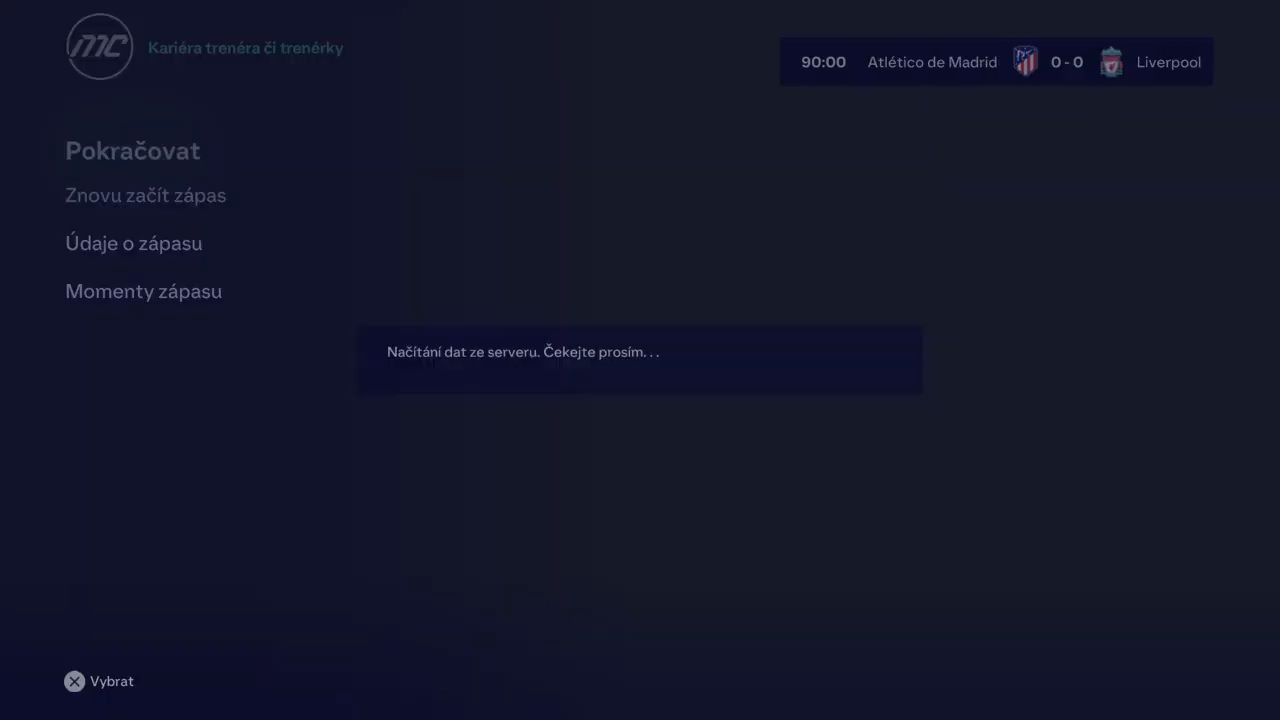 MC
Kariéra trenéra či trenérky
90:00 Atlético de Madrid 0 - 0 Liverpool
Pokračovat
Znovu začít zápas
Údaje o zápasu
Momenty zápasu
Načítání dat ze serveru. Čekejte prosím. . .
Vybrat